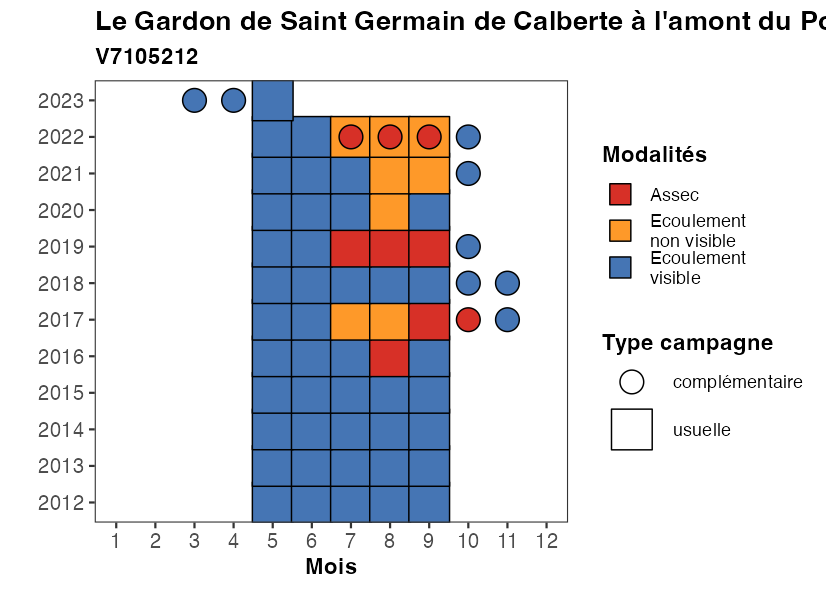 Le Gardon de Saint Germain de Calberte à l'amont du
V7105212
2023
2022
2021
2020
2019
2018
2017
2016
2015
2014
2013
2012
1 2 3 4 5 6 7 8 9 10 11 12
Mois
Modalités
Assec
Ecoulement
non visible
Ecoulement
visible
Type campagne
complémentaire
usuelle